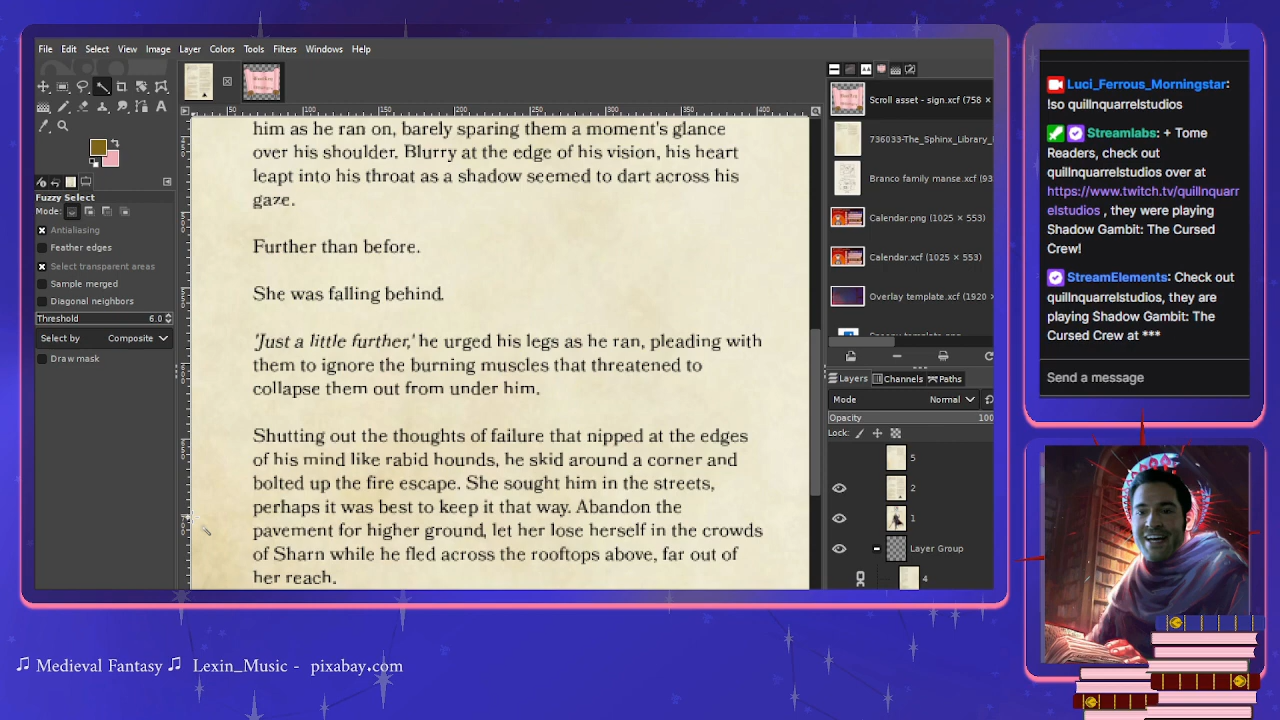 File Edit Select View Image Layer Colors Tools Filters Windows Help
50 100 150 200 250 300 350 400
Fuzzy Select
Mode:
Antialiasing
Feather edges
Select transparent areas
Sample merged
Diagonal neighbors
Threshold 6.0
Select by Composite
Draw mask
him as he ran on, barely sparing them a moment's glance
over his shoulder. Blurry at the edge of his vision, his heart
leapt into his throat as a shadow seemed to dart across his
gaze.
Further than before.
She was falling behind.
'Just a little further,' he urged his legs as he ran, pleading with
them to ignore the burning muscles that threatened to
collapse them out from under him.
Shutting out the thoughts of failure that nipped at the edges
of his mind like rabid hounds, he skid around a corner and
bolted up the fire escape. She sought him in the streets,
perhaps it was best to keep it that way. Abandon the
pavement for higher ground, let her lose herself in the crowds
of Sharn while he fled across the rooftops above, far out of
her reach.
Scroll asset - sign.xcf (758 ×
736033-The_Sphinx_Library_
Branco family manse.xcf (93
Calendar.png (1025 × 553)
Calendar.xcf (1025 × 553)
Overlay template.xcf (1920 ×
Layers Channels Paths
Mode Normal
Opacity 100
Lock:
5
2
1
Layer Group
4
Luci_Ferrous_Morningstar:
!so quillnquarrelstudios
Streamlabs: + Tome
Readers, check out
quillnquarrelstudios over at
https://www.twitch.tv/quillnquarr
elstudios , they were playing
Shadow Gambit: The Cursed
Crew!
StreamElements: Check out
quillnquarrelstudios, they are
playing Shadow Gambit: The
Cursed Crew at ***
Send a message
♫ Medieval Fantasy ♫ Lexin_Music - pixabay.com